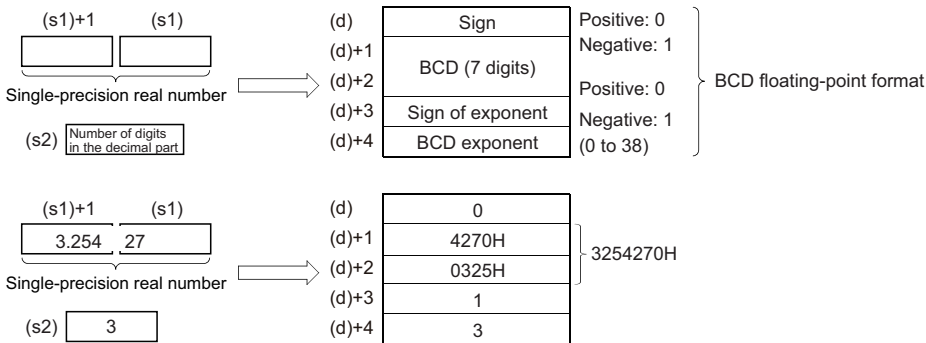 (s1)+1 (s1)
Single-precision real number
(s2) Number of digits
in the decimal part
(d) Sign
(d)+1
(d)+2 BCD (7 digits)
(d)+3 Sign of exponent
(d)+4 BCD exponent
Positive: 0
Negative: 1
Positive: 0
Negative: 1
(0 to 38)
BCD floating-point format
(s1)+1 (s1)
3.254 27
Single-precision real number
(s2) 3
(d) 0
(d)+1 4270H
(d)+2 0325H
(d)+3 1
(d)+4 3
3254270H